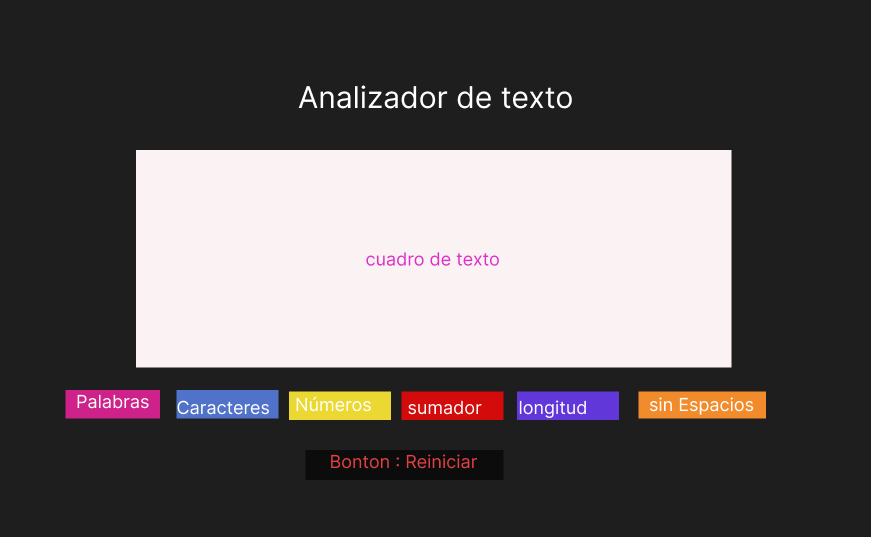 Analizador de texto
cuadro de texto
Palabras
Caracteres
Números
sumador
longitud
sin Espacios
Bonton : Reiniciar